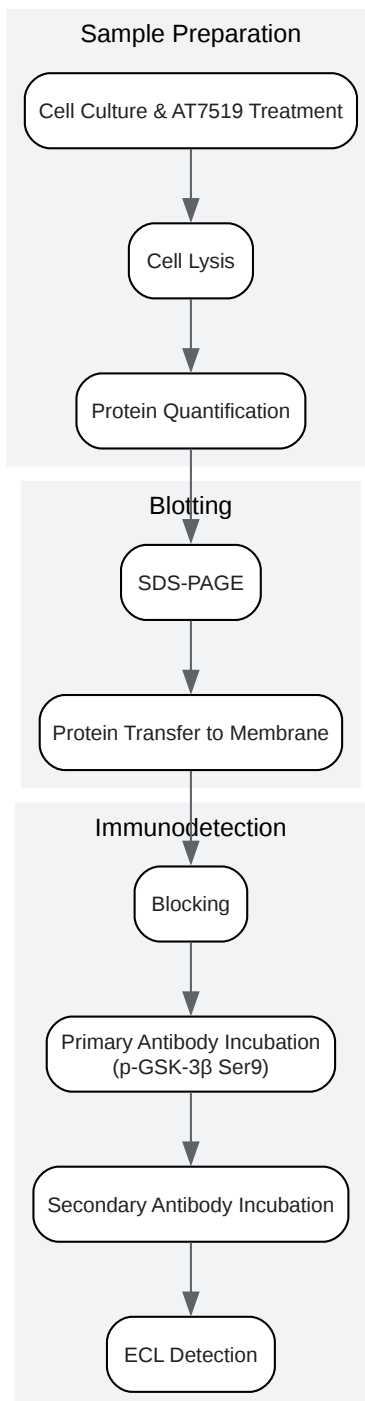 Sample Preparation
Cell Culture & AT7519 Treatment
Cell Lysis
Protein Quantification
Blotting
SDS-PAGE
Protein Transfer to Membrane
Immunodetection
Blocking
Primary Antibody Incubation
(p-GSK-3β Ser9)
Secondary Antibody Incubation
ECL Detection